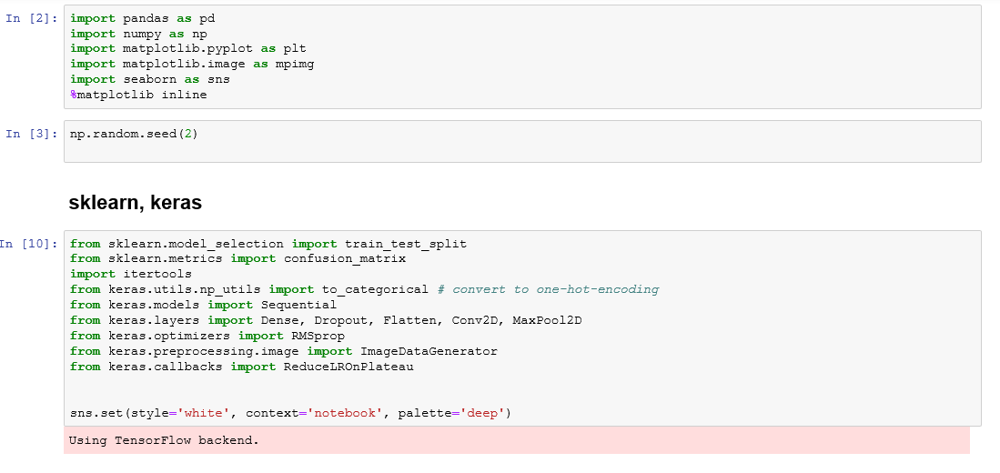 In [2]: import pandas as pd
import numpy as np
import matplotlib.pyplot as plt
import matplotlib.image as mpimg
import seaborn as sns
%matplotlib inline
In [3]: np.random.seed(2)
sklearn, keras
In [10]: from sklearn.model_selection import train_test_split
from sklearn.metrics import confusion_matrix
import itertools
from keras.utils.np_utils import to_categorical # convert to one-hot-encoding
from keras.models import Sequential
from keras.layers import Dense, Dropout, Flatten, Conv2D, MaxPool2D
from keras.optimizers import RMSprop
from keras.preprocessing.image import ImageDataGenerator
from keras.callbacks import ReduceLROnPlateau
sns.set(style='white', context='notebook', palette='deep')
Using TensorFlow backend.